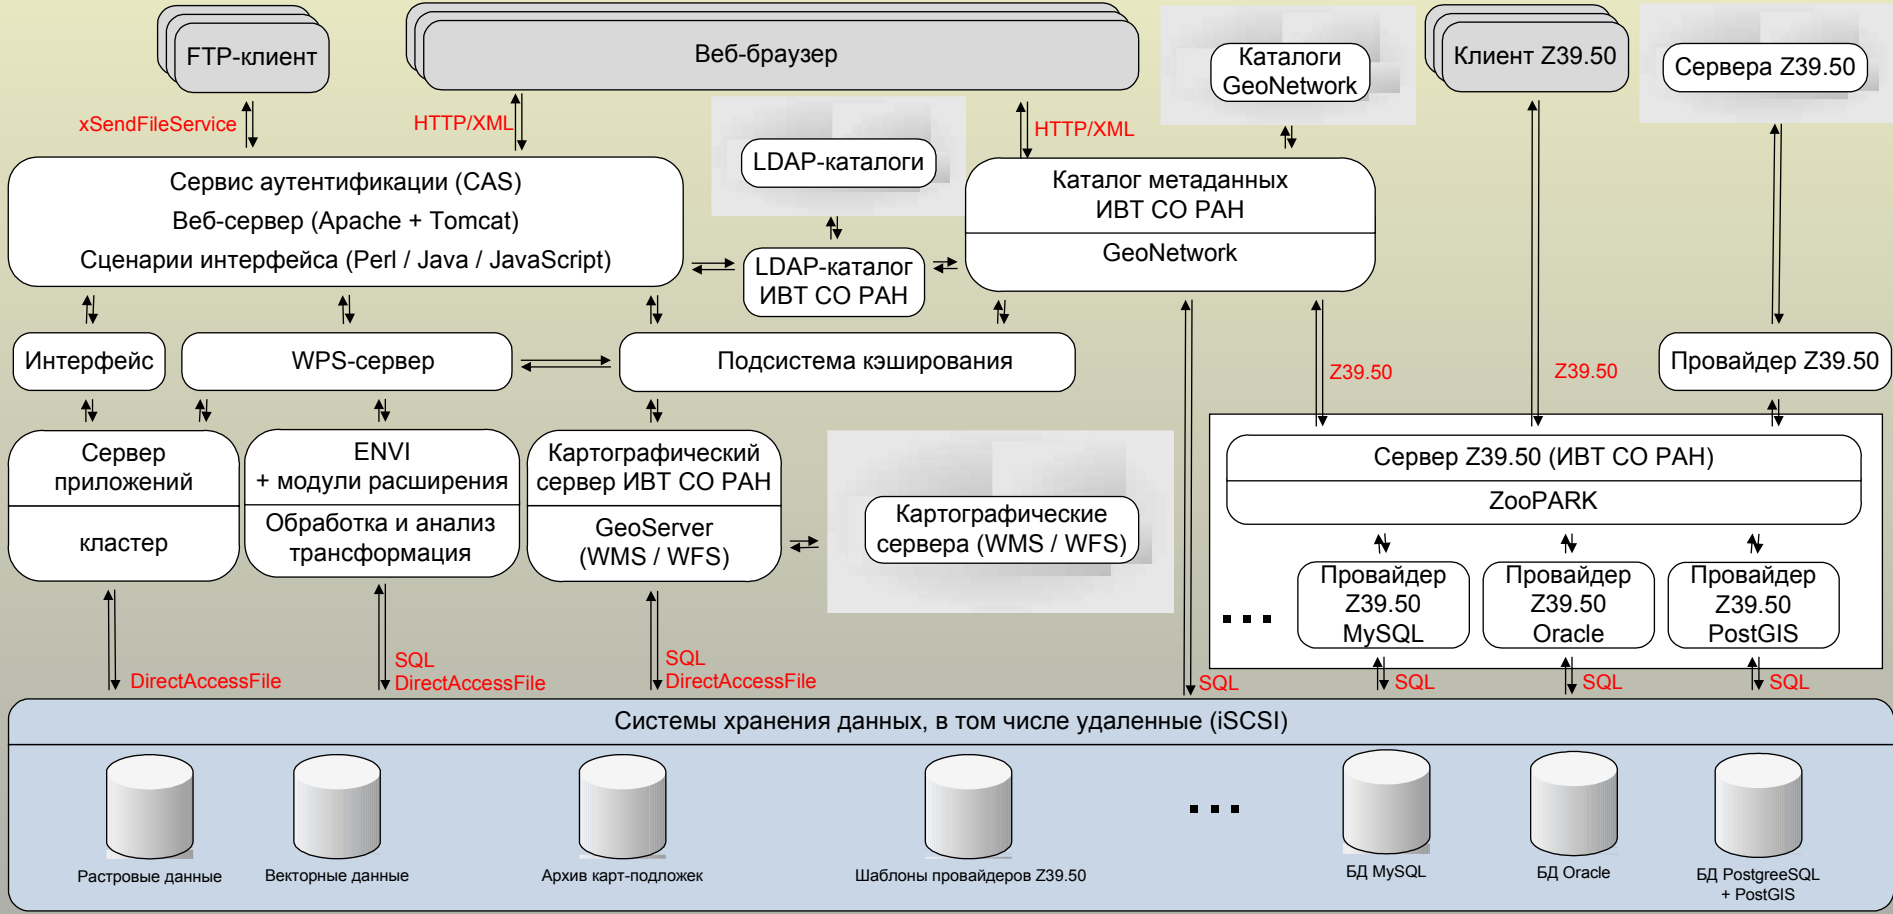 FTP-клиент
Веб-браузер
Каталоги
GeoNetwork
Клиент Z39.50
Сервера Z39.50
xSendFileService
HTTP/XML
HTTP/XML
LDAP-каталоги
Сервис аутентификации (CAS)
Веб-сервер (Apache + Tomcat)
Сценарии интерфейса (Perl / Java / JavaScript)
Каталог метаданных
ИВТ СО РАН
GeoNetwork
LDAP-каталог
ИВТ СО РАН
Интерфейс
WPS-сервер
Подсистема кэширования
Z39.50
Z39.50
Провайдер Z39.50
Сервер
приложений
кластер
ENVI
+ модули расширения
Обработка и анализ
трансформация
Картографический
сервер ИВТ СО РАН
GeoServer
(WMS / WFS)
Картографические
сервера (WMS / WFS)
Сервер Z39.50 (ИВТ СО РАН)
ZooPARK
...
Провайдер
Z39.50
MySQL
Провайдер
Z39.50
Oracle
Провайдер
Z39.50
PostGIS
DirectAccessFile
SQL
DirectAccessFile
SQL
DirectAccessFile
SQL
SQL
SQL
SQL
Системы хранения данных, в том числе удаленные (iSCSI)
...
Растровые данные
Векторные данные
Архив карт-подложек
Шаблоны провайдеров Z39.50
БД MySQL
БД Oracle
БД PostgreeSQL
+ PostGIS